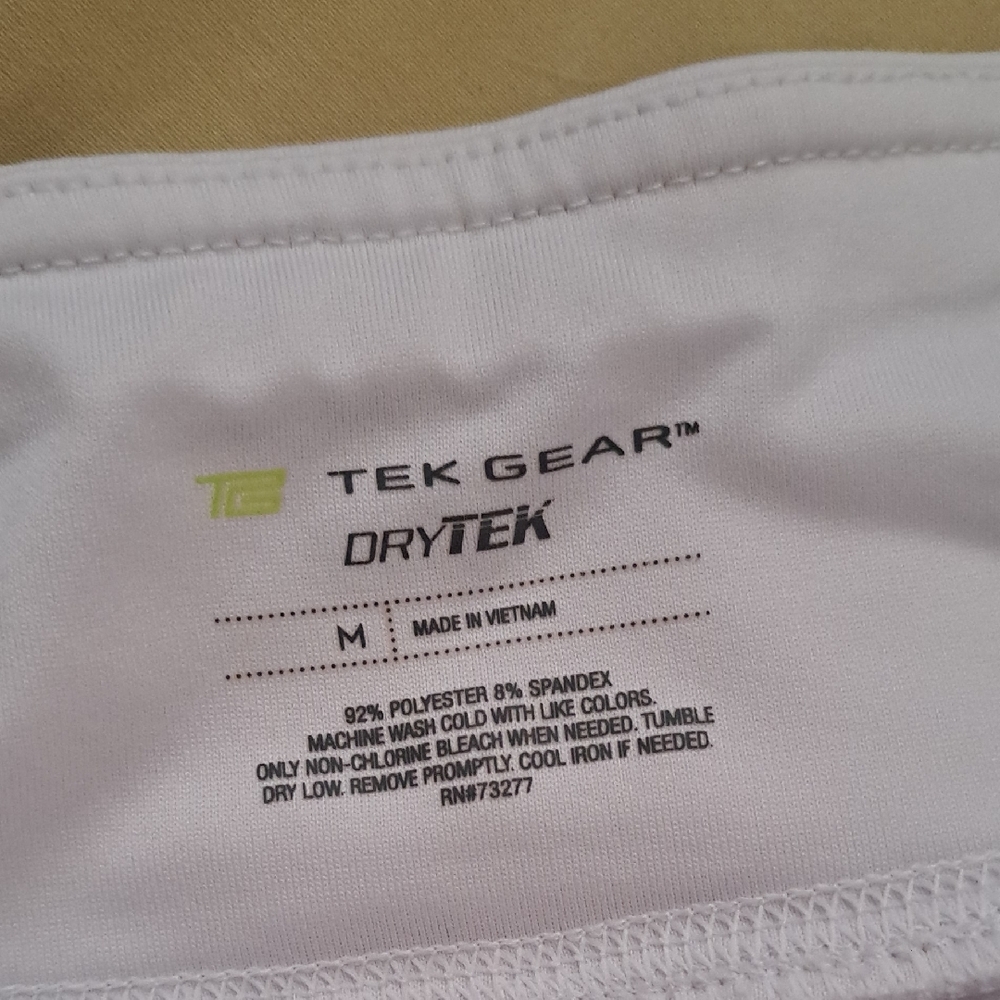 TG TEK GEAR™
DRYTEK
M MADE IN VIETNAM
92% POLYESTER 8% SPANDEX
MACHINE WASH COLD WITH LIKE COLORS.
ONLY NON-CHLORINE BLEACH WHEN NEEDED. TUMBLE
DRY LOW. REMOVE PROMPTLY. COOL IRON IF NEEDED.
RN#73277